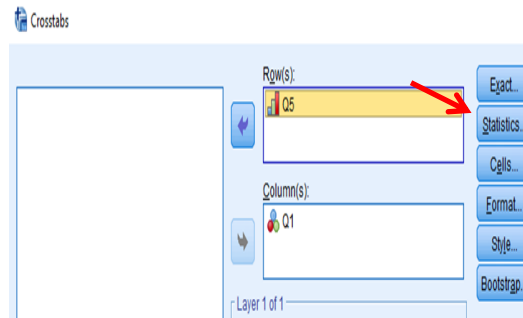 Crosstabs
Row(s):
Q5
Column(s):
Q1
Layer 1 of 1
Exact...
Statistics...
Cells...
Format...
Style...
Bootstrap...